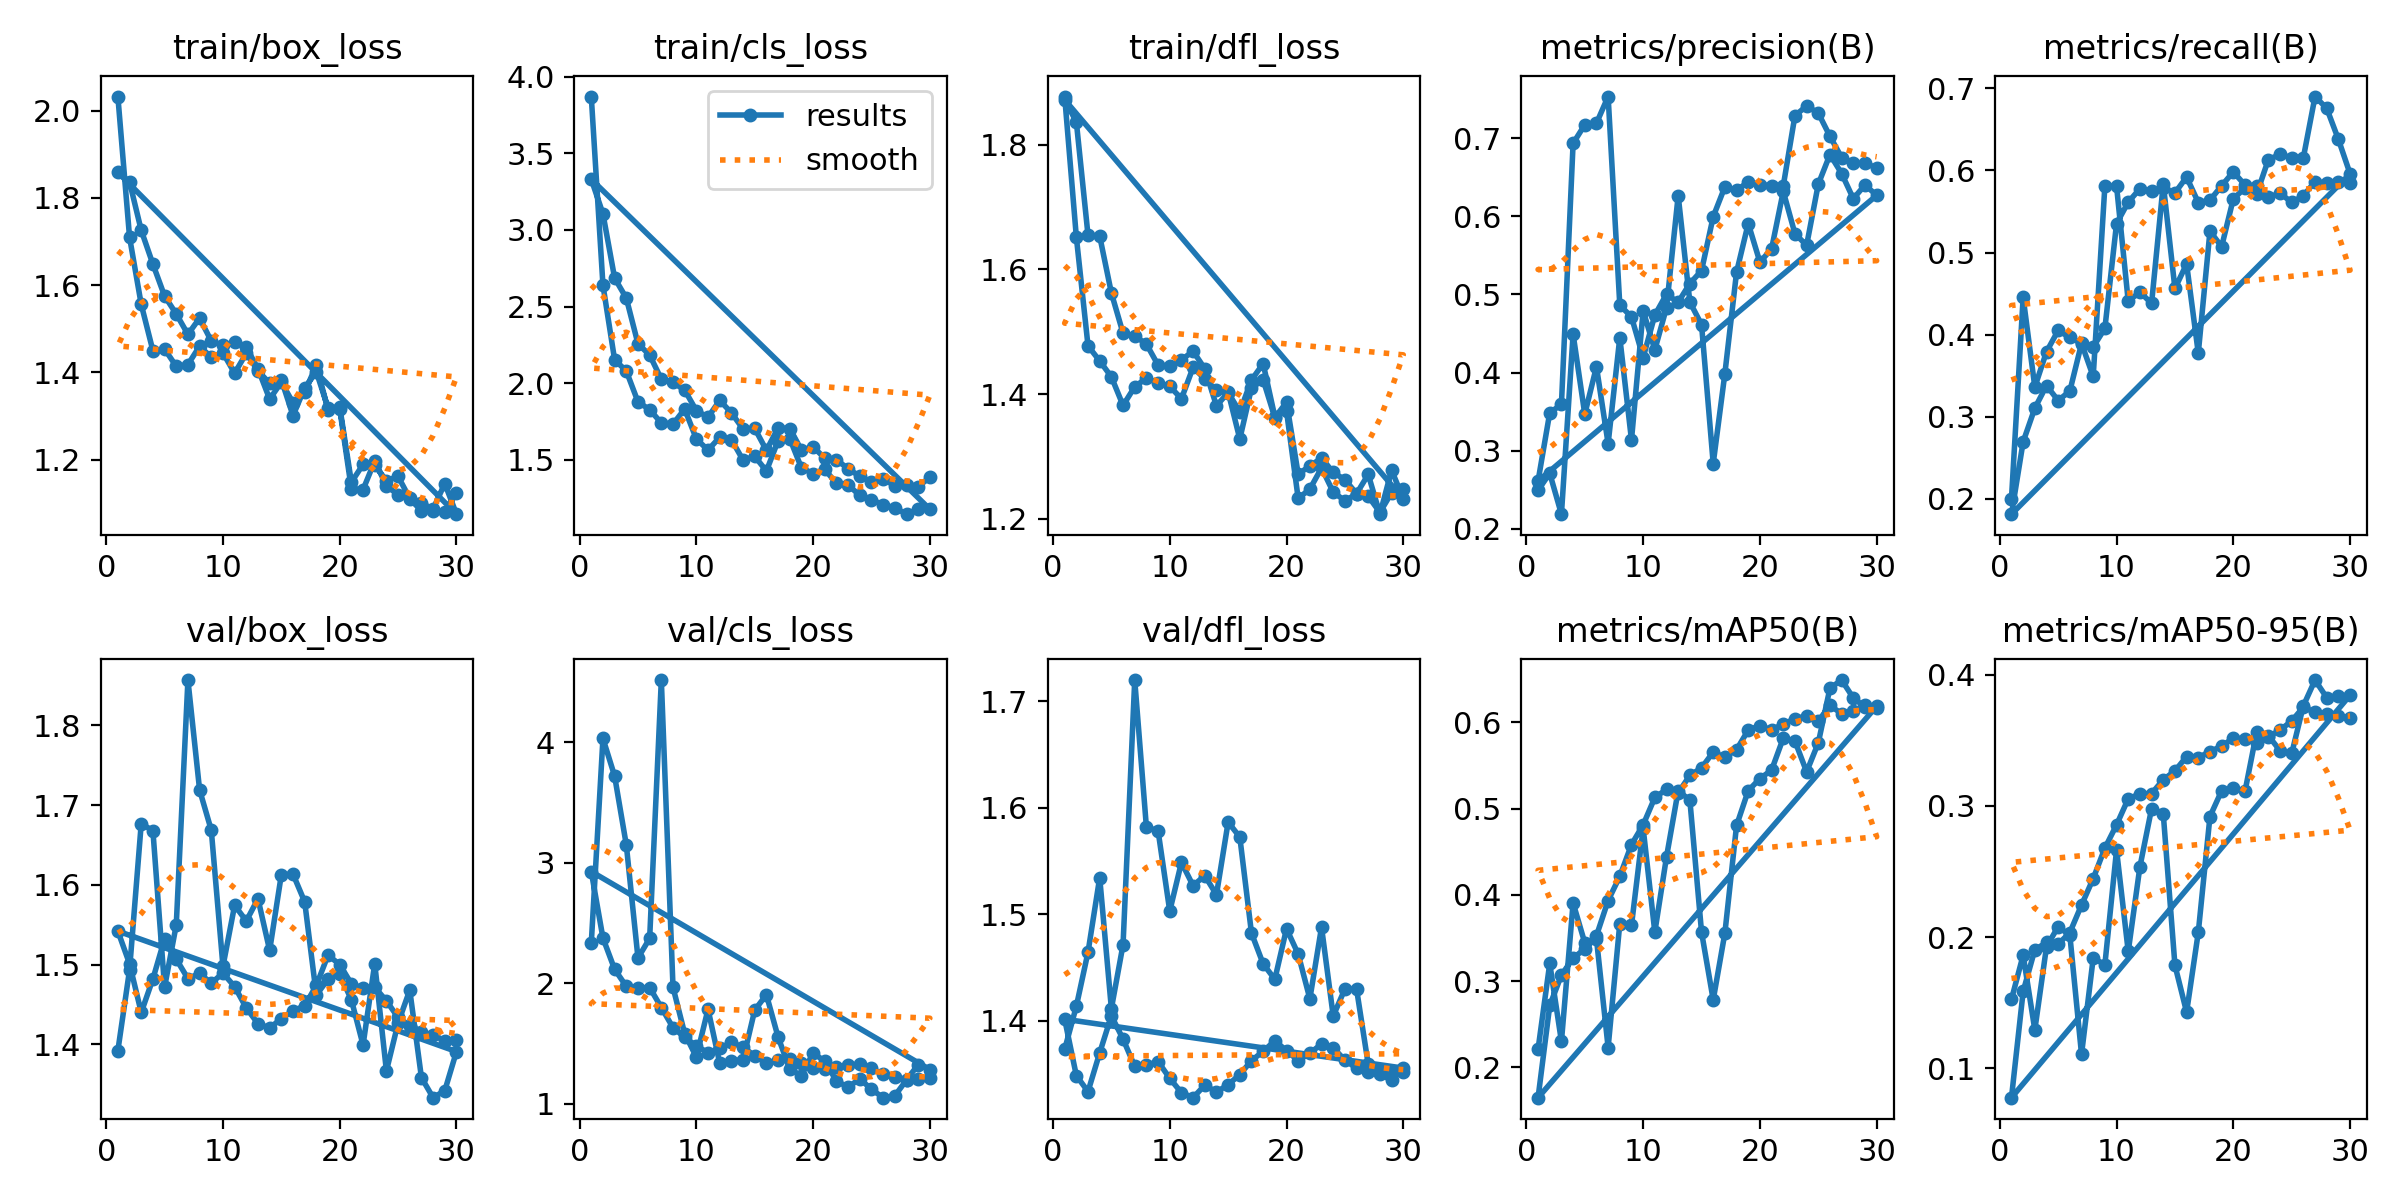 train/box_loss
train/cls_loss
train/dfl_loss
metrics/precision(B)
metrics/recall(B)
2.0
1.8
1.6
1.4
1.2
0 10 20 30
4.0
3.5
3.0
2.5
2.0
1.5
0 10 20 30
results
smooth
1.8
1.6
1.4
1.2
0 10 20 30
0.7
0.6
0.5
0.4
0.3
0.2
0 10 20 30
0.7
0.6
0.5
0.4
0.3
0.2
0 10 20 30
val/box_loss
val/cls_loss
val/dfl_loss
metrics/mAP50(B)
metrics/mAP50-95(B)
1.8
1.7
1.6
1.5
1.4
0 10 20 30
4
3
2
1
0 10 20 30
1.7
1.6
1.5
1.4
0 10 20 30
0.6
0.5
0.4
0.3
0.2
0 10 20 30
0.4
0.3
0.2
0.1
0 10 20 30